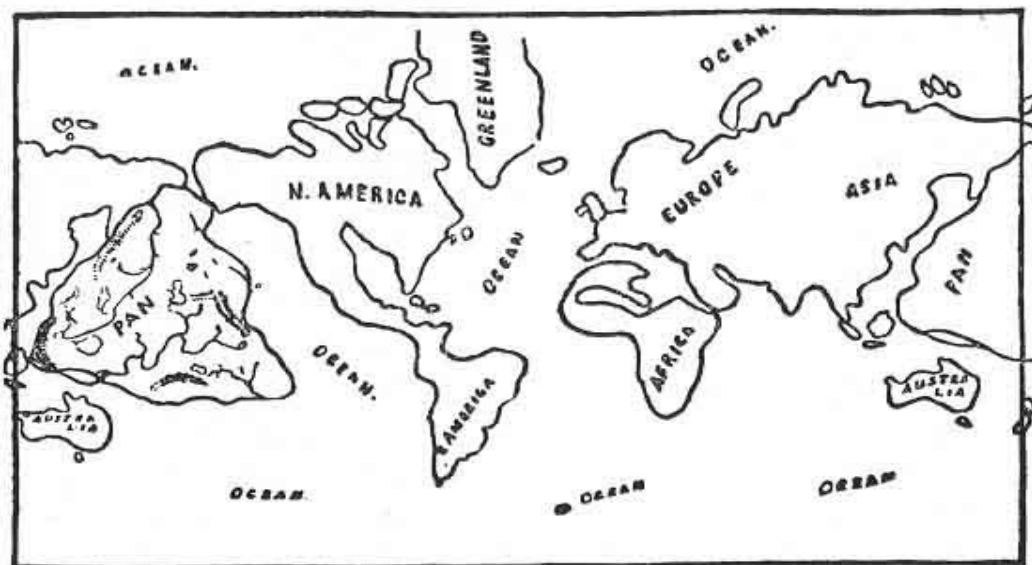 OCEAN.
OCEAN.
GREENLAND
N. AMERICA
EUROPE
ASIA
OCEAN
PAN
PAN
OCEAN.
AFRICA
S AMERICA
AUSTRA
LIA
AUSTRA
LIA
OCEAN.
OCEAN
OCEAN